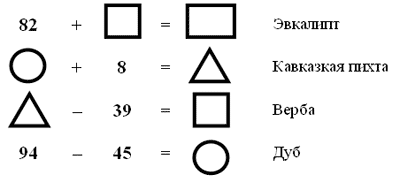 82 + = Эвкалипт
+ 8 = Кавказкая пихта
– 39 = Верба
94 – 45 = Дуб